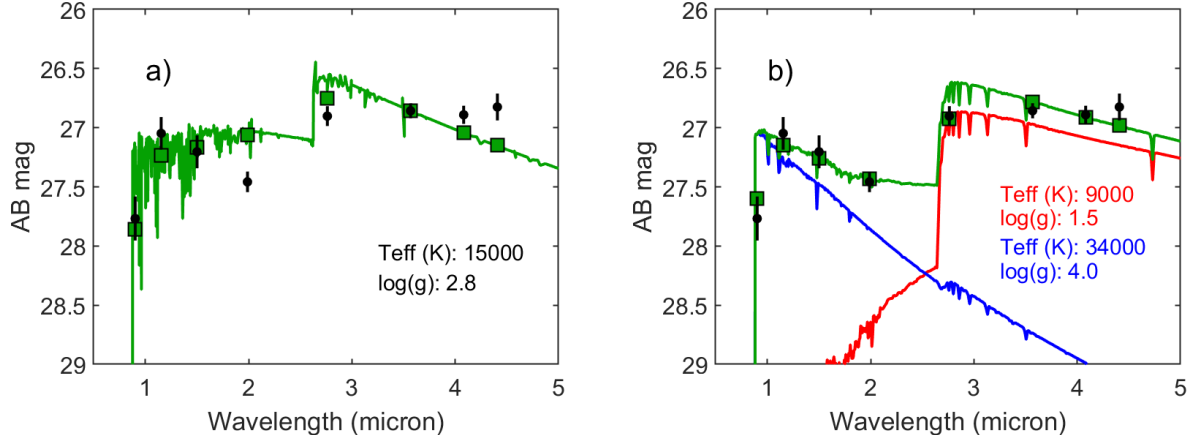 a)
AB mag
26
26.5
27
27.5
28
28.5
29
Teff (K): 15000
log(g): 2.8
1 2 3 4 5
Wavelength (micron)
b)
AB mag
26
26.5
27
27.5
28
28.5
29
Teff (K): 9000
log(g): 1.5
Teff (K): 34000
log(g): 4.0
1 2 3 4 5
Wavelength (micron)